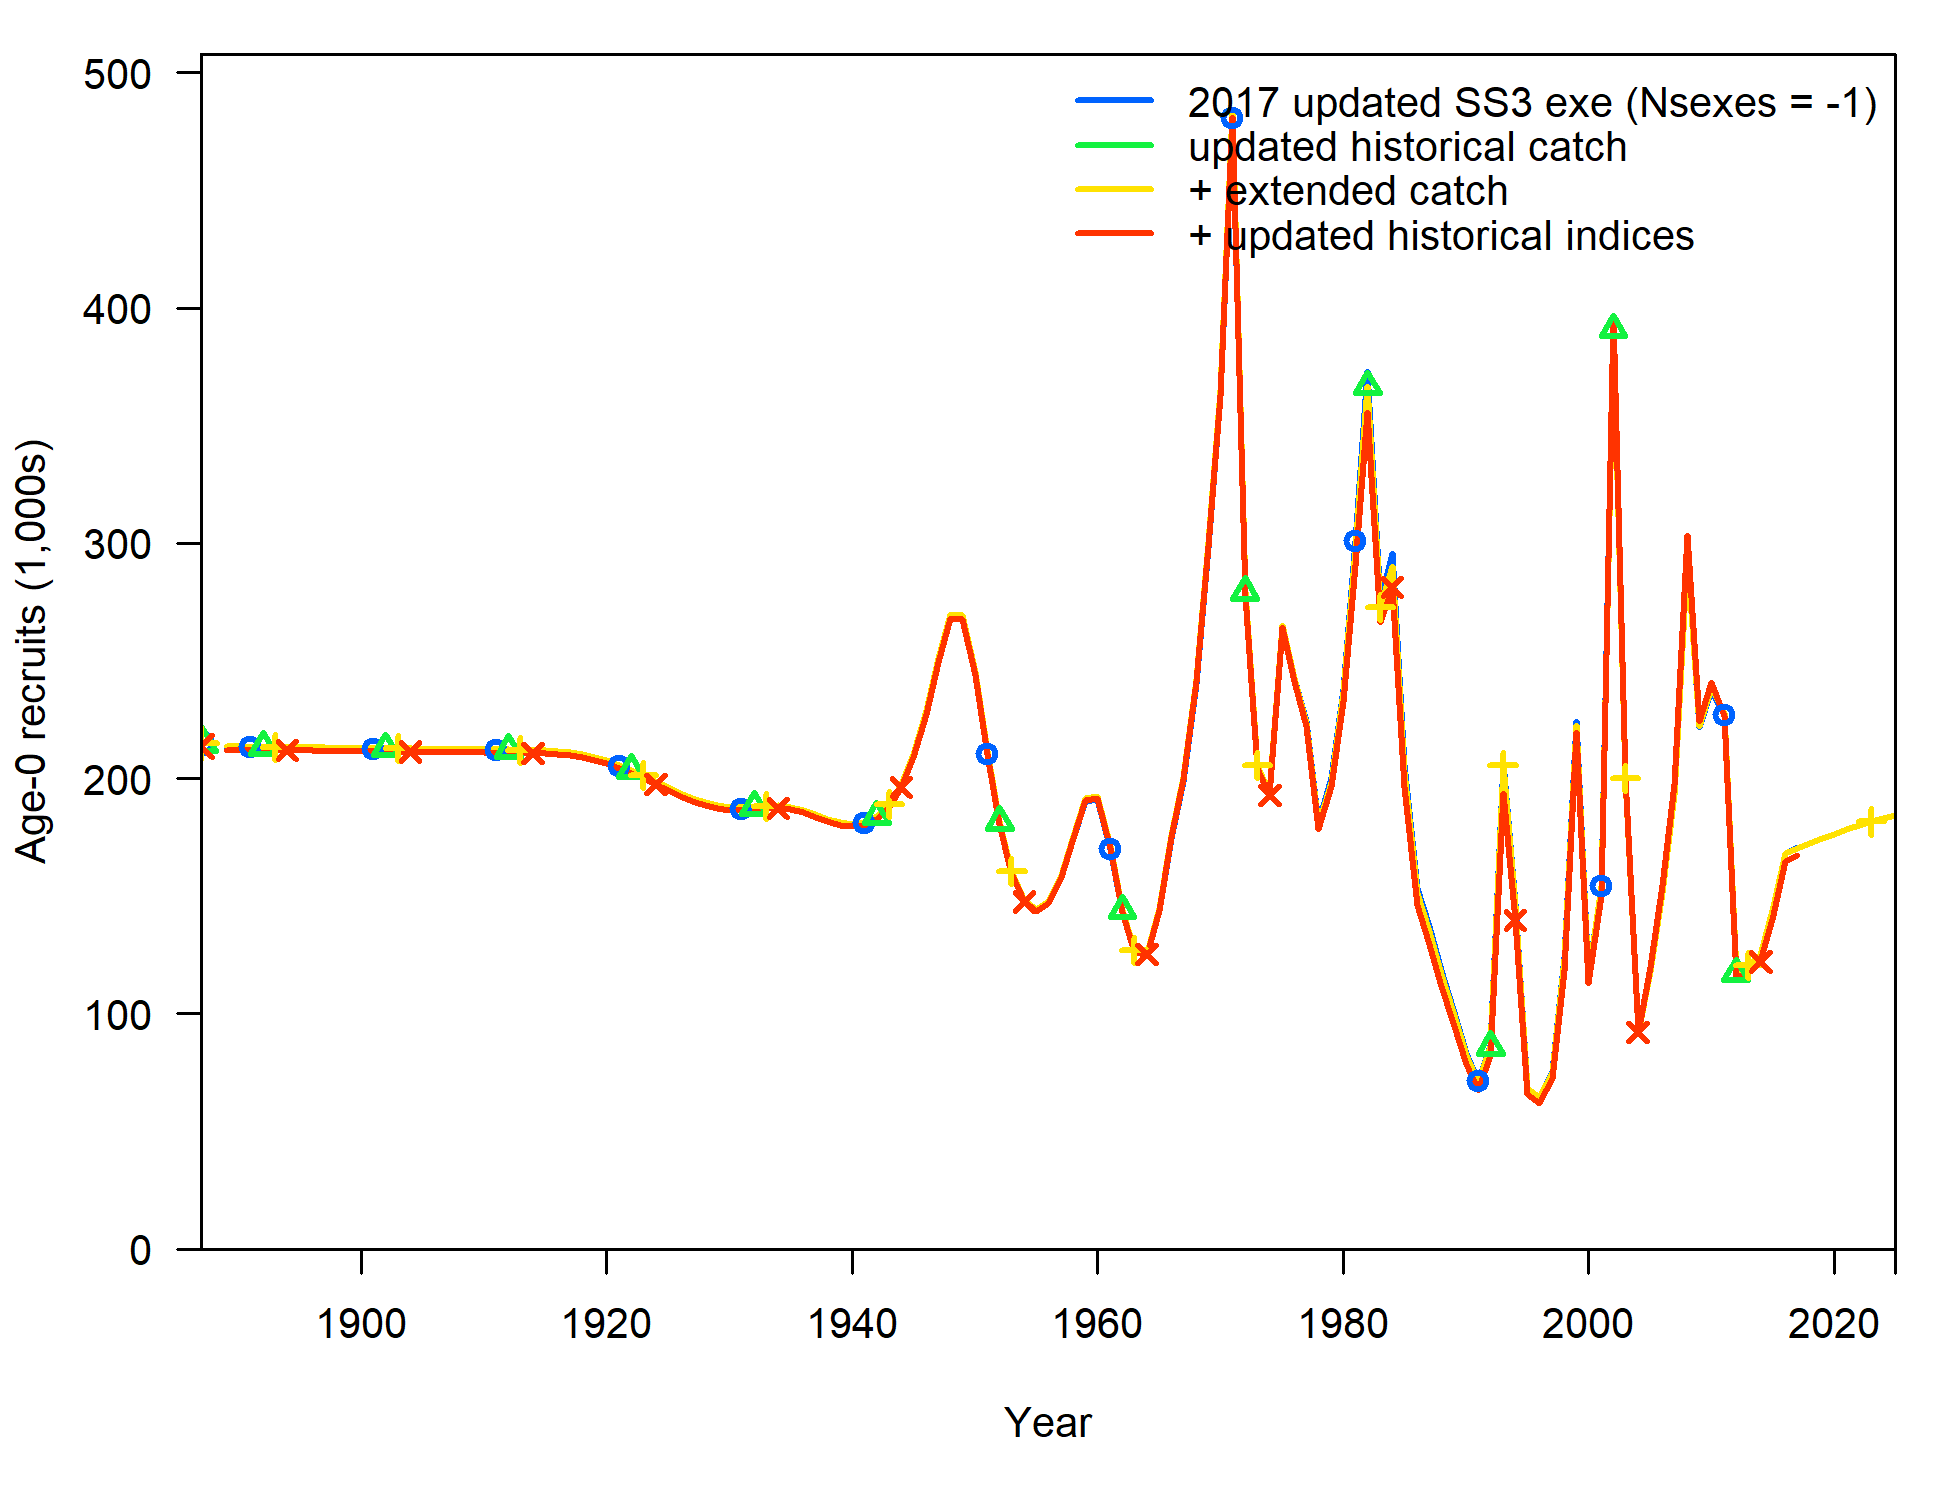 500
400
300
200
100
0
Age-0 recruits (1,000s)
2017 updated SS3 exe (Nsexes = -1)
updated historical catch
+ extended catch
+ updated historical indices
1900 1920 1940 1960 1980 2000 2020
Year